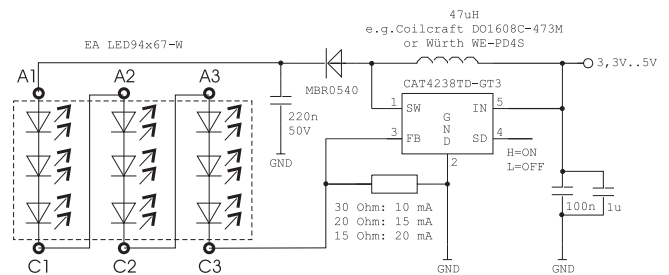 47uH
e.g.Coilcraft DO1608C-473M
or Würth WE-PD4S
EA LED94x67-W
3,3V..5V
A1
A2
A3
MBR0540
CAT4238TD-GT3
220n
50V
GND
1
SW
IN
5
GND
3
FB
SD
4
2
H=ON
L=OFF
30 Ohm: 10 mA
20 Ohm: 15 mA
15 Ohm: 20 mA
100n
1u
C1
C2
C3
GND
GND